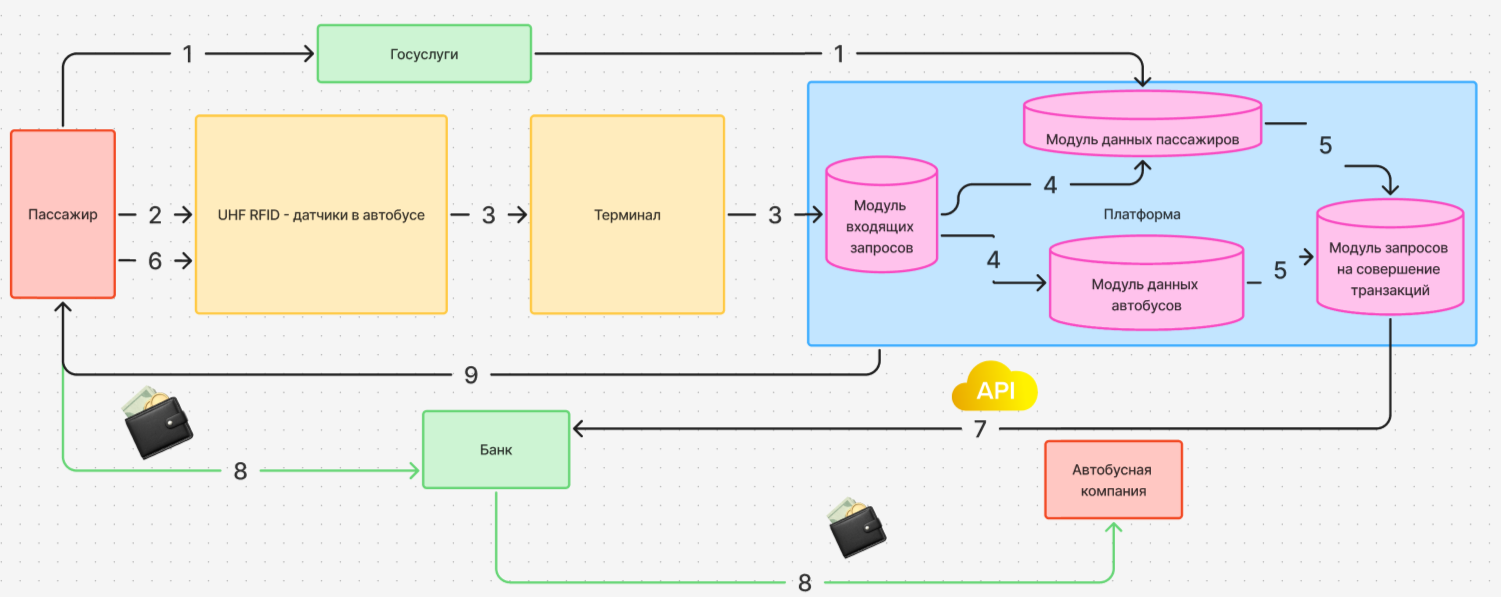 1
Госуслуги
1
Пассажир
2
6
UHF RFID - датчики в автобусе
3
Терминал
3
Модуль
входящих
запросов
4
4
Модуль данных пассажиров
Платформа
Модуль данных
автобусов
5
5
Модуль запросов
на совершение
транзакций
9
API
7
Банк
8
Автобусная
компания
8